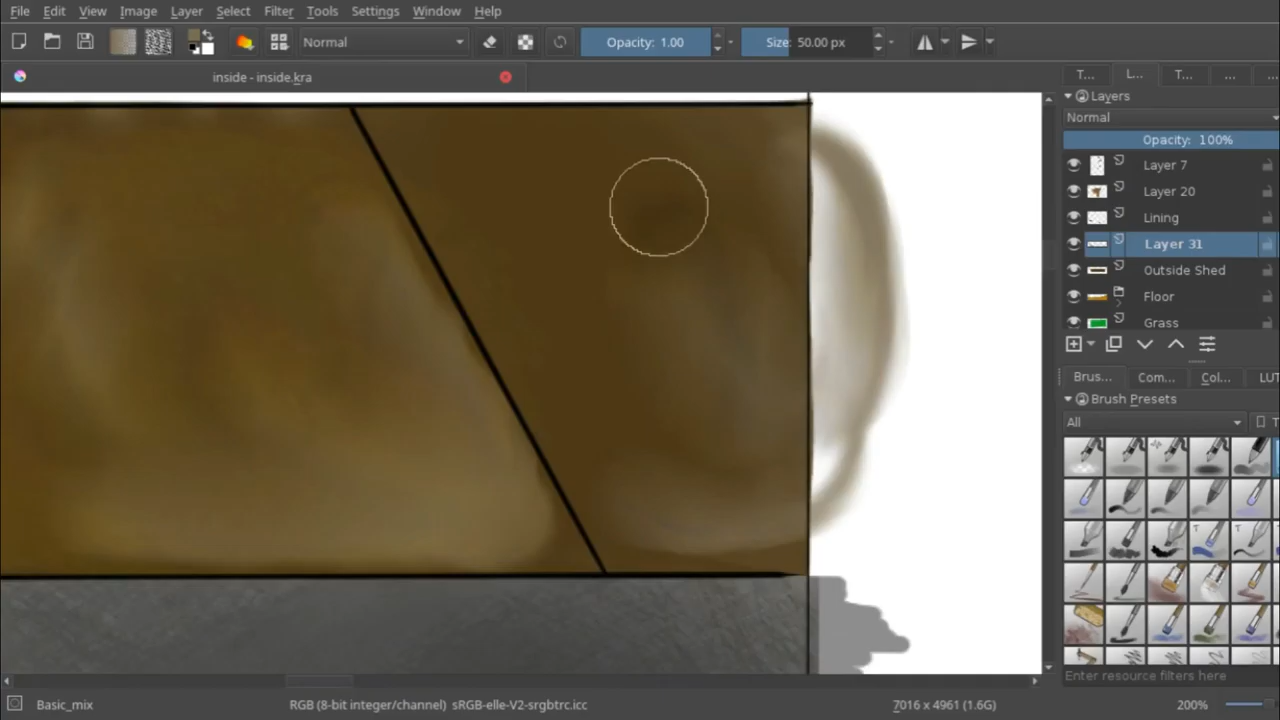 File Edit View Image Layer Select Filter Tools Settings Window Help
Normal Opacity: 1.00 Size: 50.00 px
inside - inside.kra
T... L... T... ... ...
Layers
Normal
Opacity: 100%
Layer 7
Layer 20
Lining
Layer 31
Outside Shed
Floor
Grass
Brus... Com... Col... LUT
Brush Presets
All T
Enter resource filters here
Basic_mix RGB (8-bit integer/channel) sRGB-elle-V2-srgbtrc.icc 7016 x 4961 (1.6G) 200%